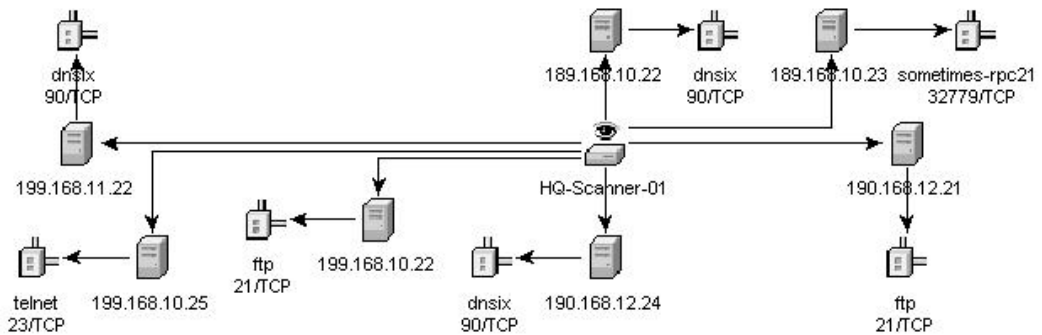 dnsix
90/TCP
189.168.10.22
dnsix
90/TCP
189.168.10.23
sometimes-rpc21
32779/TCP
199.168.11.22
HQ-Scanner-01
190.168.12.21
telnet
23/TCP
199.168.10.25
ftp
21/TCP
199.168.10.22
dnsix
90/TCP
190.168.12.24
ftp
21/TCP